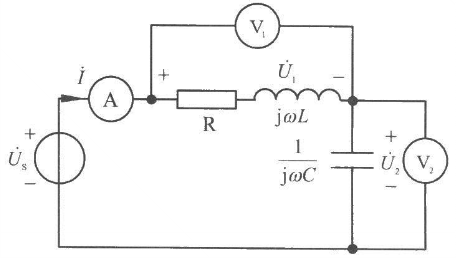 V₁
İ
A
+
U̇₁
−
R
jωL
+
U̇ₛ
−
1
jωC
+
U̇₂
−
V₂